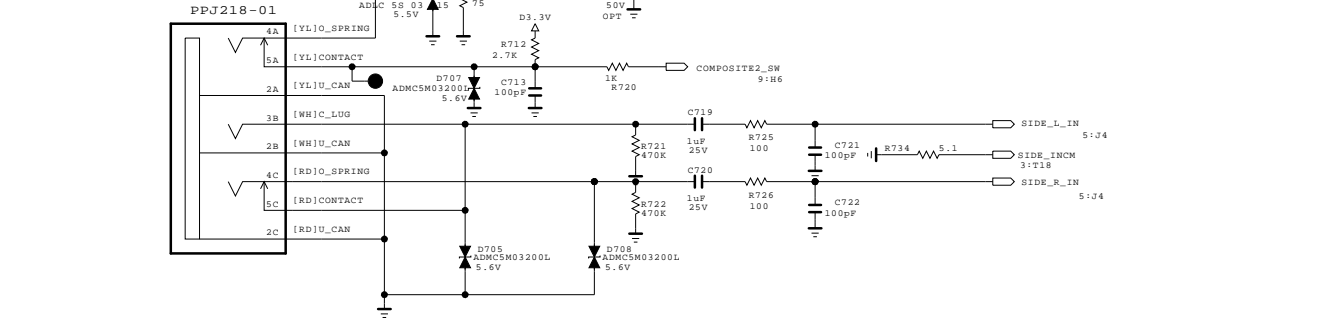 PPJ218-01
ADLC 5S 03 15
5.5V
75
50V
OPT
4A [YL]O_SPRING
D3.3V
R712
2.7K
5A [YL]CONTACT
COMPOSITE2_SW
9:H6
1K
R720
D707
ADMC5M03200L
5.6V
C713
100pF
2A [YL]U_CAN
3B [WH]C_LUG
C719
1uF
25V
R725
100
SIDE_L_IN
5:J4
R721
470K
C721
100pF
R734 5.1
SIDE_INCM
3:T18
2B [WH]U_CAN
4C [RD]O_SPRING
C720
1uF
25V
R726
100
SIDE_R_IN
5:J4
5C [RD]CONTACT
R722
470K
C722
100pF
2C [RD]U_CAN
D705
ADMC5M03200L
5.6V
D708
ADMC5M03200L
5.6V